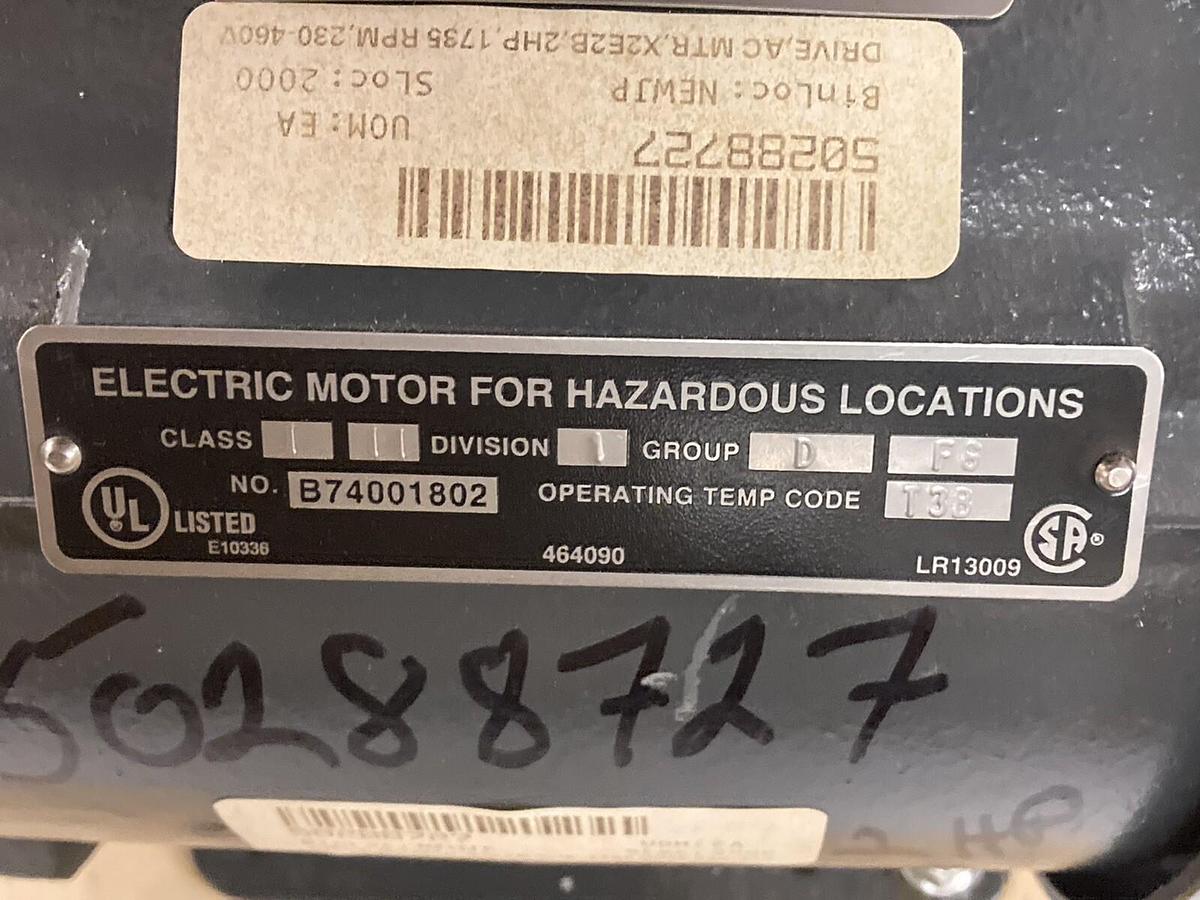 DRIVE,AC MTR,X2E2B,2HP,1735 RPM,230-460V
BinLoc: NEWJP SLoc: 2000
UOM: EA
50288727
ELECTRIC MOTOR FOR HAZARDOUS LOCATIONS
CLASS I II DIVISION 1 GROUP D FG
NO. B74001802 OPERATING TEMP CODE T3B
UL LISTED
E10336
464090
LR13009
SA
50288727